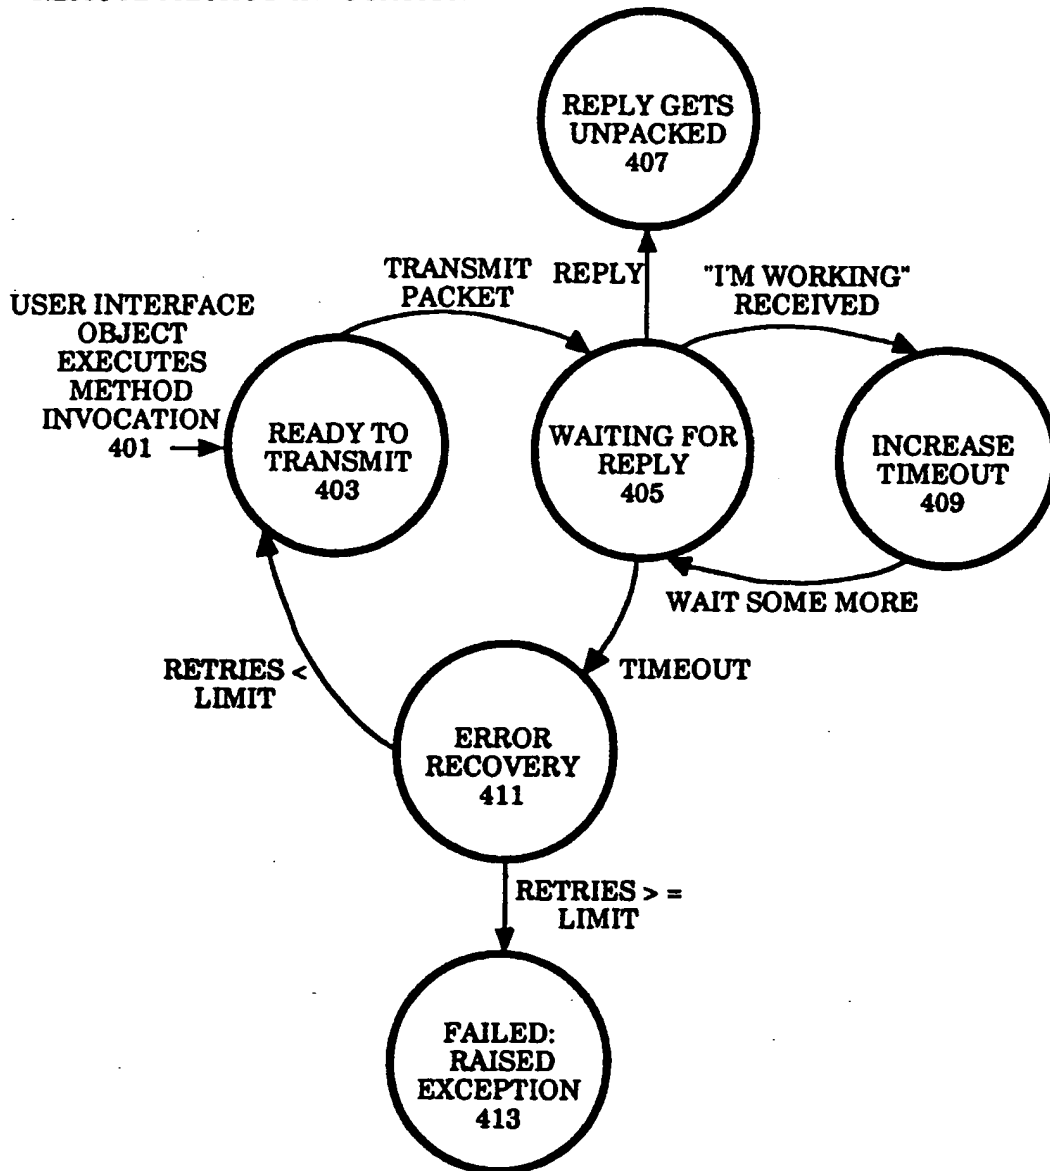 REPLY GETS
UNPACKED
407
TRANSMIT
PACKET
REPLY
"I'M WORKING"
RECEIVED
USER INTERFACE
OBJECT
EXECUTES
METHOD
INVOCATION
401
READY TO
TRANSMIT
403
WAITING FOR
REPLY
405
INCREASE
TIMEOUT
409
WAIT SOME MORE
RETRIES <
LIMIT
TIMEOUT
ERROR
RECOVERY
411
RETRIES > =
LIMIT
FAILED:
RAISED
EXCEPTION
413